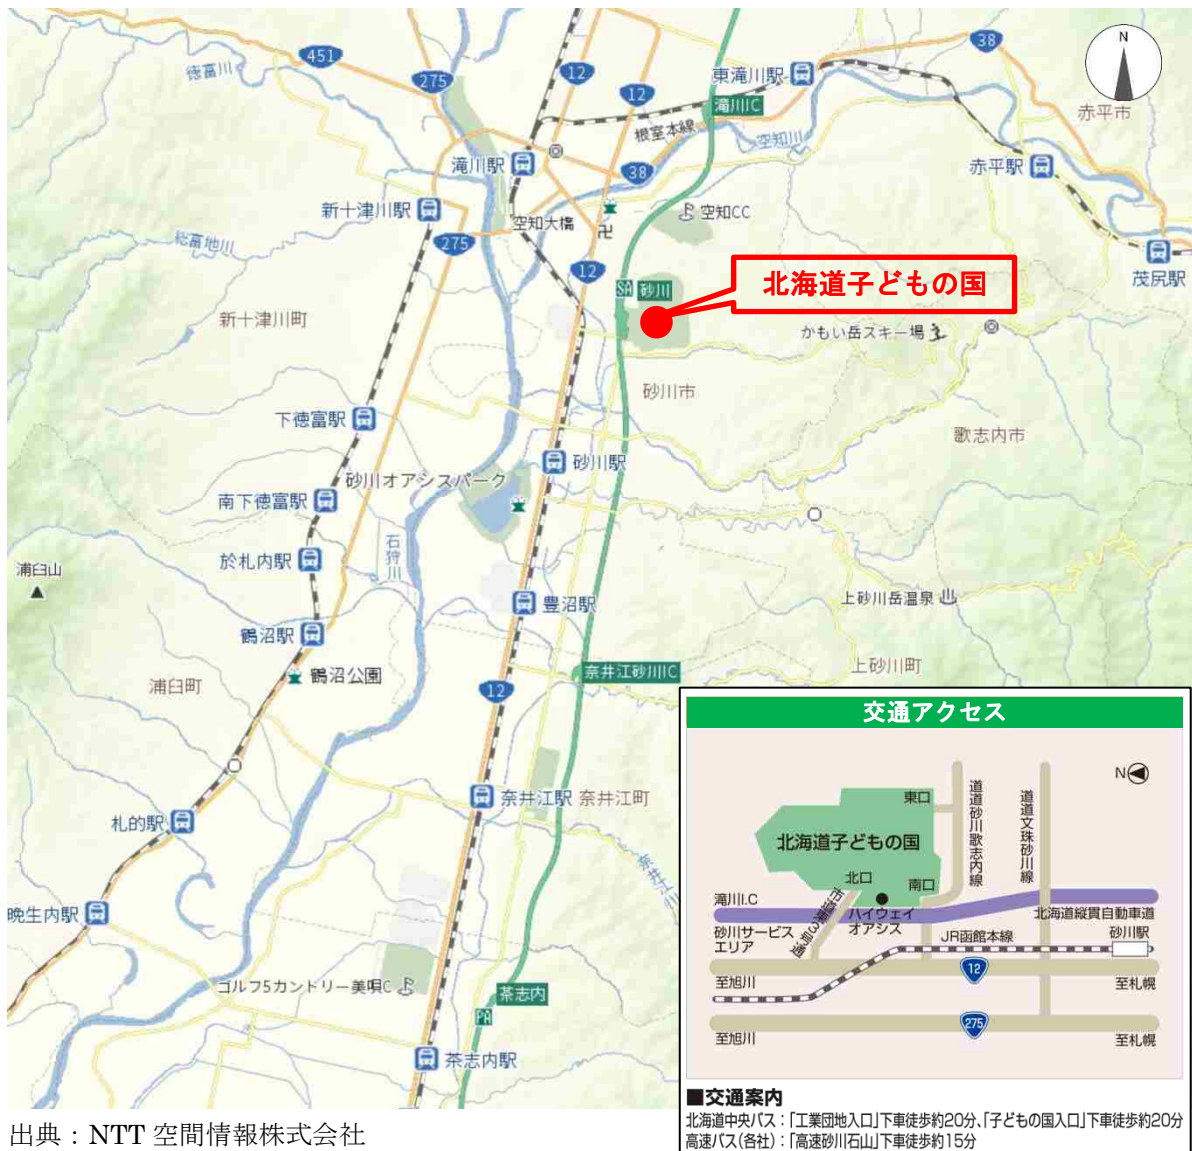 451
徳富川
275
12
12
38
N
東滝川駅
滝川IC
赤平市
根室本線
空知川
滝川駅
38
赤平駅
新十津川駅
空知CC
空知大橋
総富地川
275
12
茂尻駅
SA 砂川
北海道子どもの国
新十津川町
かもい岳スキー場
砂川市
下徳富駅
歌志内市
砂川駅
砂川オアシスパーク
南下徳富駅
石狩川
於札内駅
浦臼山
上砂川岳温泉
豊沼駅
鶴沼駅
鶴沼公園
奈井江砂川IC
上砂川町
浦臼町
12
奈井江駅 奈井江町
札的駅
奈井江川
晩生内駅
ゴルフ5カントリー美唄C
茶志内
PA
茶志内駅
交通アクセス
N
東口
道道砂川歌志内線
道道文珠砂川線
北海道子どもの国
北口
南口
滝川I.C
ハイウェイ
オアシス
北海道縦貫自動車道
砂川サービス
エリア
JR函館本線
砂川駅
12
至旭川
至札幌
275
至旭川
至札幌
■交通案内
北海道中央バス：「工業団地入口」下車徒歩約20分、「子どもの国入口」下車徒歩約20分
高速バス(各社)：「高速砂川石山」下車徒歩約15分
出典：NTT 空間情報株式会社